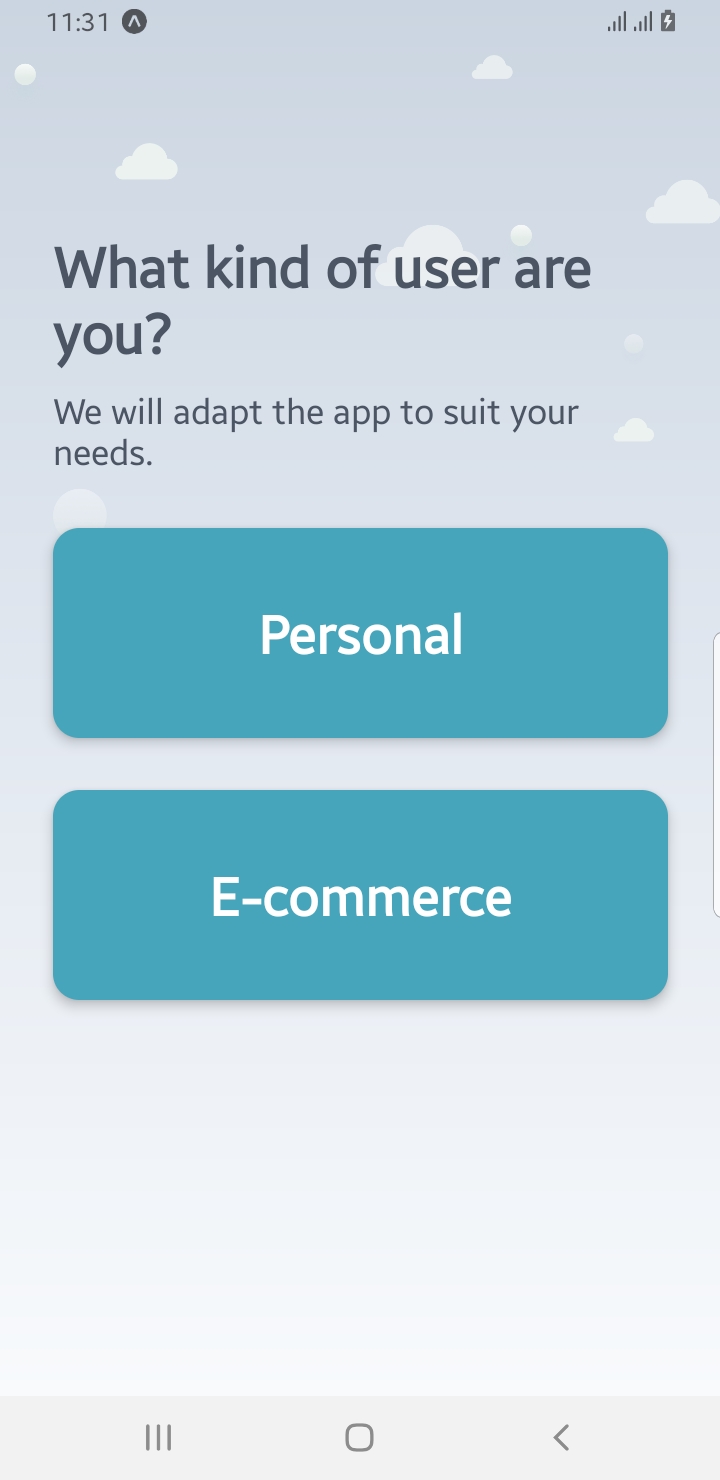 11:31
What kind of user are
you?
We will adapt the app to suit your
needs.
Personal
E-commerce